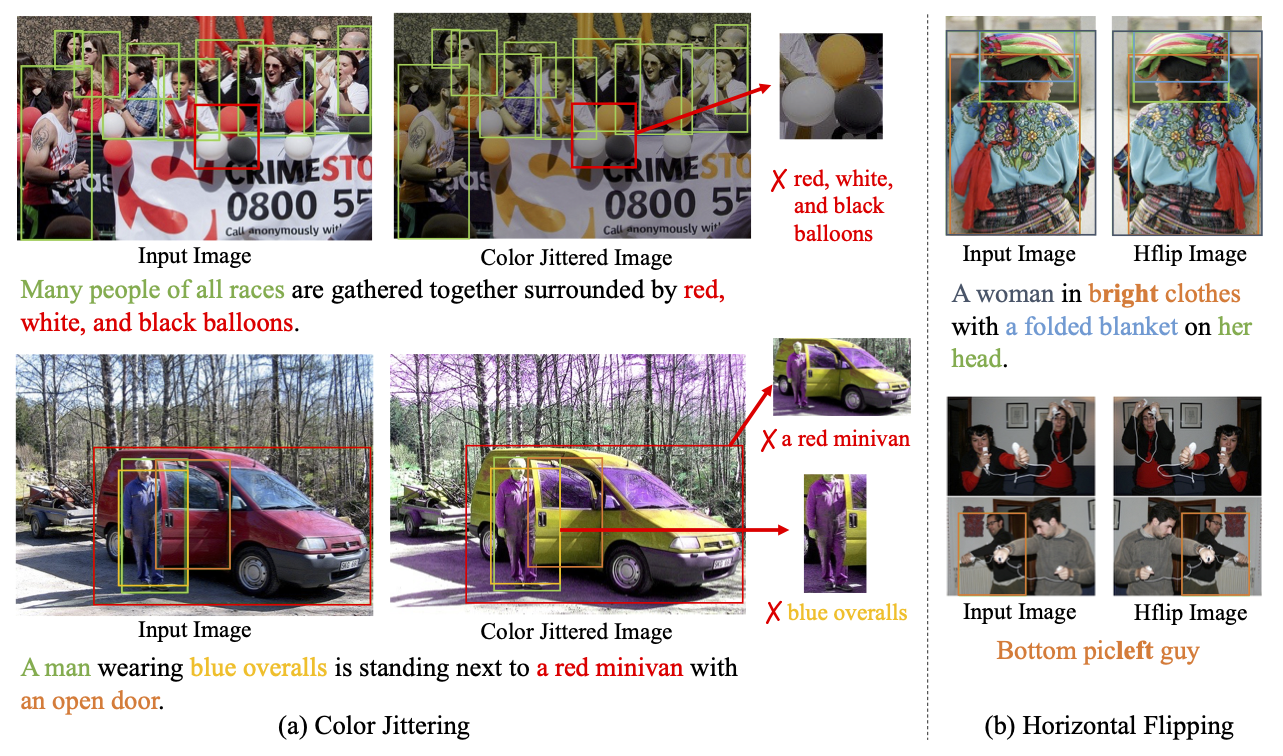 CRIMESTO
0800 55
Call anonymously wit
Input Image
CRIMESTO
0800 55
Call anonymously wit
Color Jittered Image
✗ red, white,
and black
balloons
Many people of all races are gathered together surrounded by red,
white, and black balloons.
Input Image
Color Jittered Image
✗ a red minivan
✗ blue overalls
A man wearing blue overalls is standing next to a red minivan with
an open door.
(a) Color Jittering
Input Image
Hflip Image
A woman in bright clothes
with a folded blanket on her
head.
Input Image
Hflip Image
Bottom picleft guy
(b) Horizontal Flipping